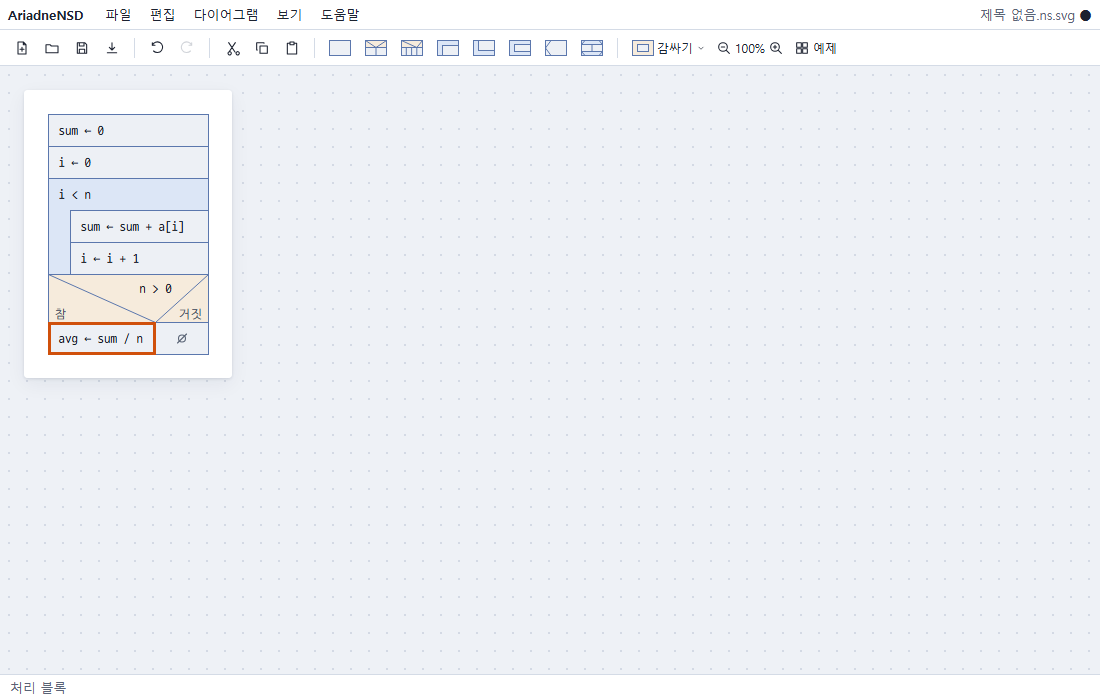 AriadneNSD 파일 편집 다이어그램 보기 도움말 제목 없음.ns.svg
감싸기 100% 예제
sum ← 0
i ← 0
i < n
sum ← sum + a[i]
i ← i + 1
n > 0
참 거짓
avg ← sum / n ∅
처리 블록